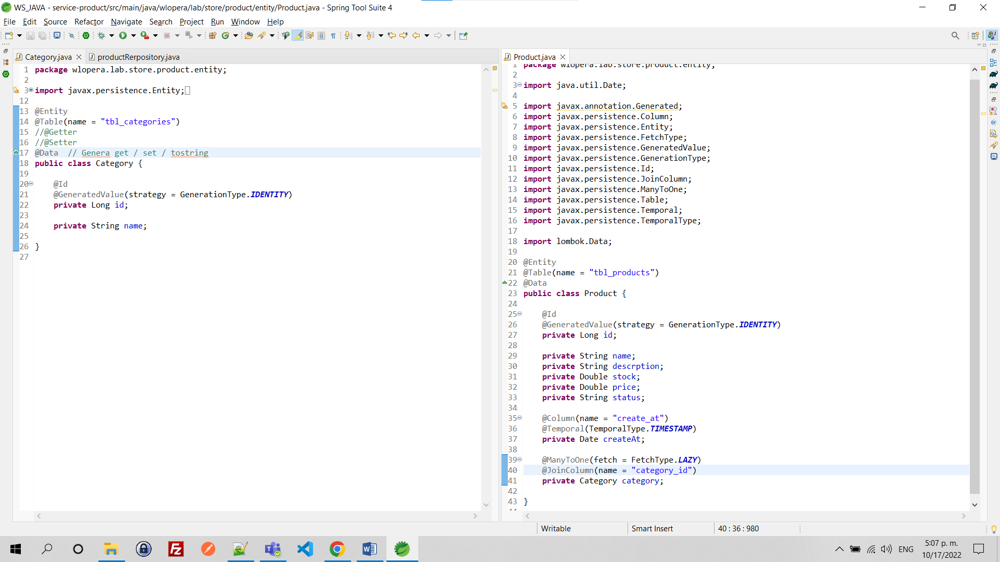 WS_JAVA - service-product/src/main/java/wlopera/lab/store/product/entity/Product.java - Spring Tool Suite 4
File Edit Source Refactor Navigate Search Project Run Window Help
Category.java
productRerpository.java
1 package wlopera.lab.store.product.entity;
2
3 import javax.persistence.Entity;
12
13 @Entity
14 @Table(name = "tbl_categories")
15 //@Getter
16 //@Setter
17 @Data // Genera get / set / tostring
18 public class Category {
19
20 @Id
21 @GeneratedValue(strategy = GenerationType.IDENTITY)
22 private Long id;
23
24 private String name;
25
26 }
27
Product.java
1 package wlopera.lab.store.product.entity;
2
3 import java.util.Date;
4
5 import javax.annotation.Generated;
6 import javax.persistence.Column;
7 import javax.persistence.Entity;
8 import javax.persistence.FetchType;
9 import javax.persistence.GeneratedValue;
10 import javax.persistence.GenerationType;
11 import javax.persistence.Id;
12 import javax.persistence.JoinColumn;
13 import javax.persistence.ManyToOne;
14 import javax.persistence.Table;
15 import javax.persistence.Temporal;
16 import javax.persistence.TemporalType;
17
18 import lombok.Data;
19
20 @Entity
21 @Table(name = "tbl_products")
22 @Data
23 public class Product {
24
25 @Id
26 @GeneratedValue(strategy = GenerationType.IDENTITY)
27 private Long id;
28
29 private String name;
30 private String descrption;
31 private Double stock;
32 private Double price;
33 private String status;
34
35 @Column(name = "create_at")
36 @Temporal(TemporalType.TIMESTAMP)
37 private Date createAt;
38
39 @ManyToOne(fetch = FetchType.LAZY)
40 @JoinColumn(name = "category_id")
41 private Category category;
42
43 }
Writable
Smart Insert
40 : 36 : 980
ENG
5:07 p. m.
10/17/2022